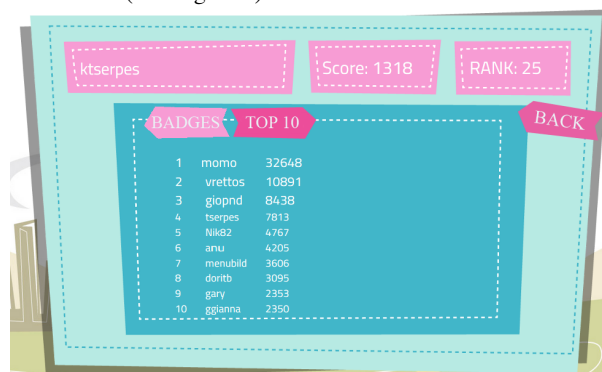 ktserpes
Score: 1318
RANK: 25
BADGES
TOP 10
BACK
1 momo 32648
2 vrettos 10891
3 giopnd 8438
4 tserpes 7813
5 Nik82 4767
6 anu 4205
7 menubild 3606
8 doritb 3095
9 gary 2353
10 ggianna 2350